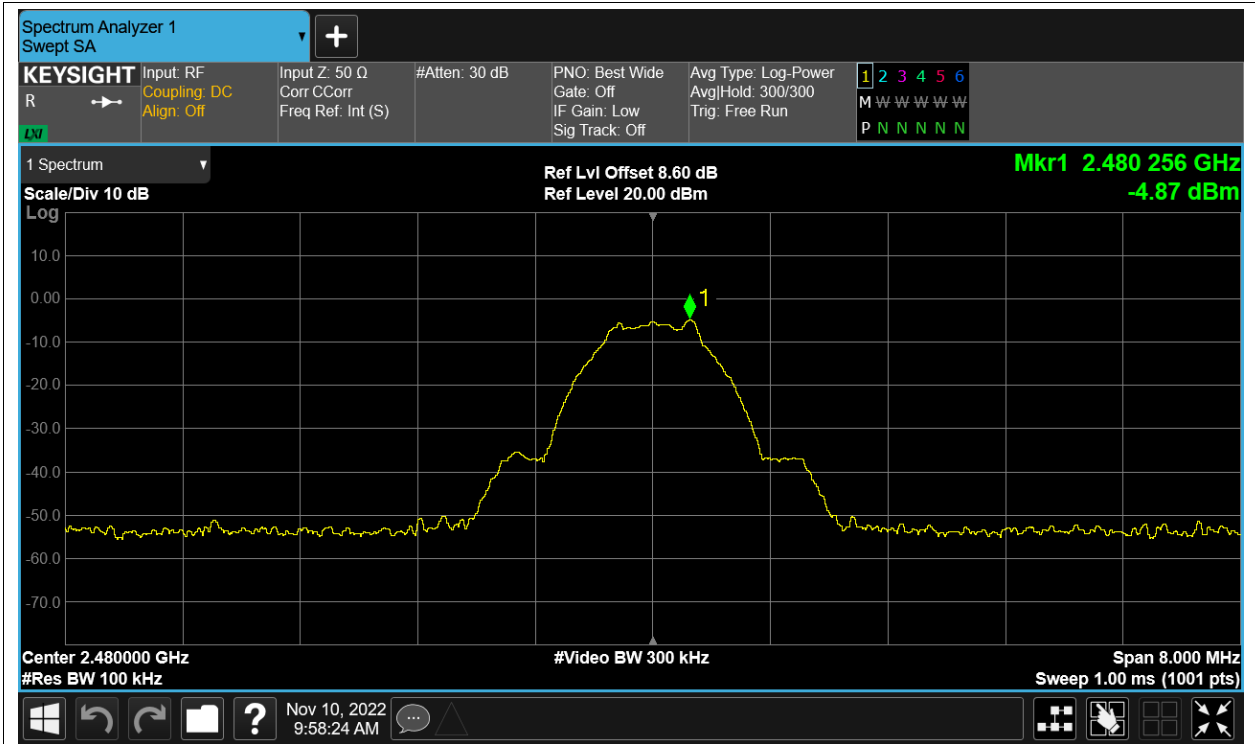 Spectrum Analyzer 1
Swept SA
KEYSIGHT
R
LXI
Input: RF
Coupling: DC
Align: Off
Input Z: 50 Ω
Corr CCorr
Freq Ref: Int (S)
#Atten: 30 dB
PNO: Best Wide
Gate: Off
IF Gain: Low
Sig Track: Off
Avg Type: Log-Power
Avg|Hold: 300/300
Trig: Free Run
1 2 3 4 5 6
M W W W W W W
P N N N N N N
1 Spectrum
Scale/Div 10 dB
Log
Ref Lvl Offset 8.60 dB
Ref Level 20.00 dBm
Mkr1 2.480 256 GHz
-4.87 dBm
10.0
0.00
-10.0
-20.0
-30.0
-40.0
-50.0
-60.0
-70.0
1
Center 2.480000 GHz
#Video BW 300 kHz
Span 8.000 MHz
#Res BW 100 kHz
Sweep 1.00 ms (1001 pts)
?
Nov 10, 2022
9:58:24 AM